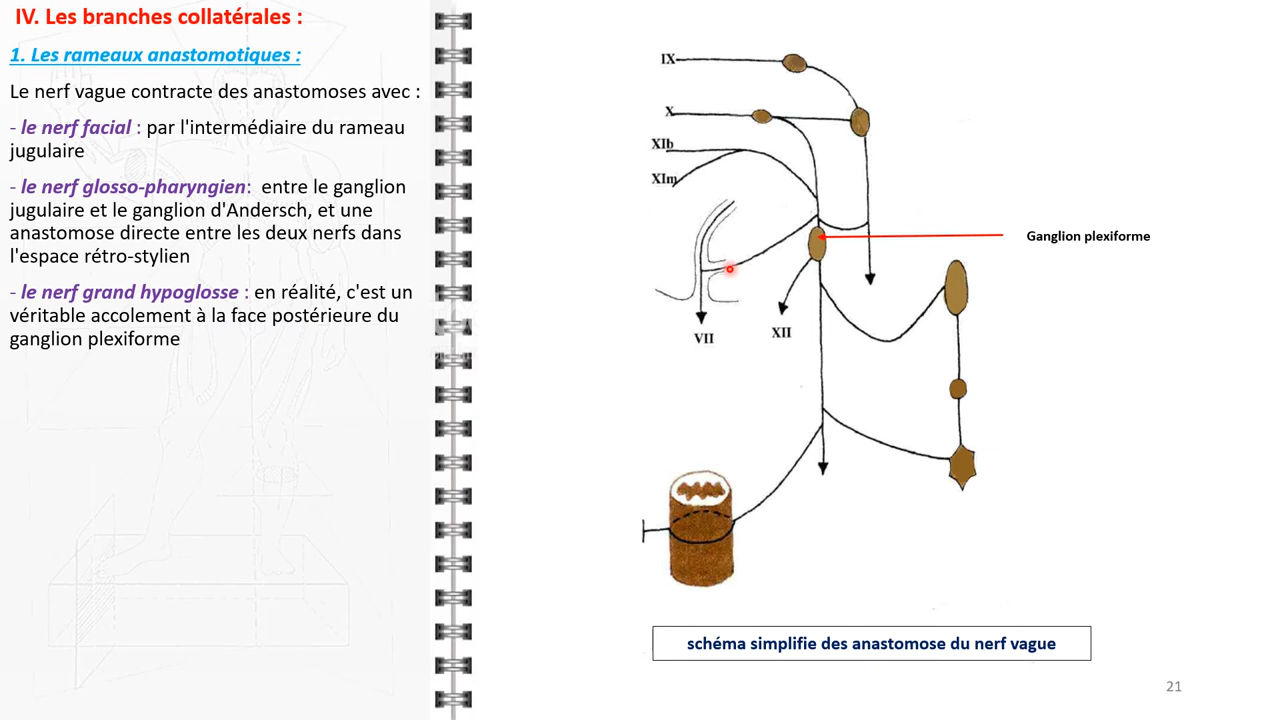 IV. Les branches collatérales :
1. Les rameaux anastomotiques :
Le nerf vague contracte des anastomoses avec :
- le nerf facial : par l'intermédiaire du rameau
jugulaire
- le nerf glosso-pharyngien: entre le ganglion
jugulaire et le ganglion d'Andersch, et une
anastomose directe entre les deux nerfs dans
l'espace rétro-stylien
- le nerf grand hypoglosse : en réalité, c'est un
véritable accolement à la face postérieure du
ganglion plexiforme
IX
X
XIb
XIm
Ganglion plexiforme
VII
XII
schéma simplifie des anastomose du nerf vague
21